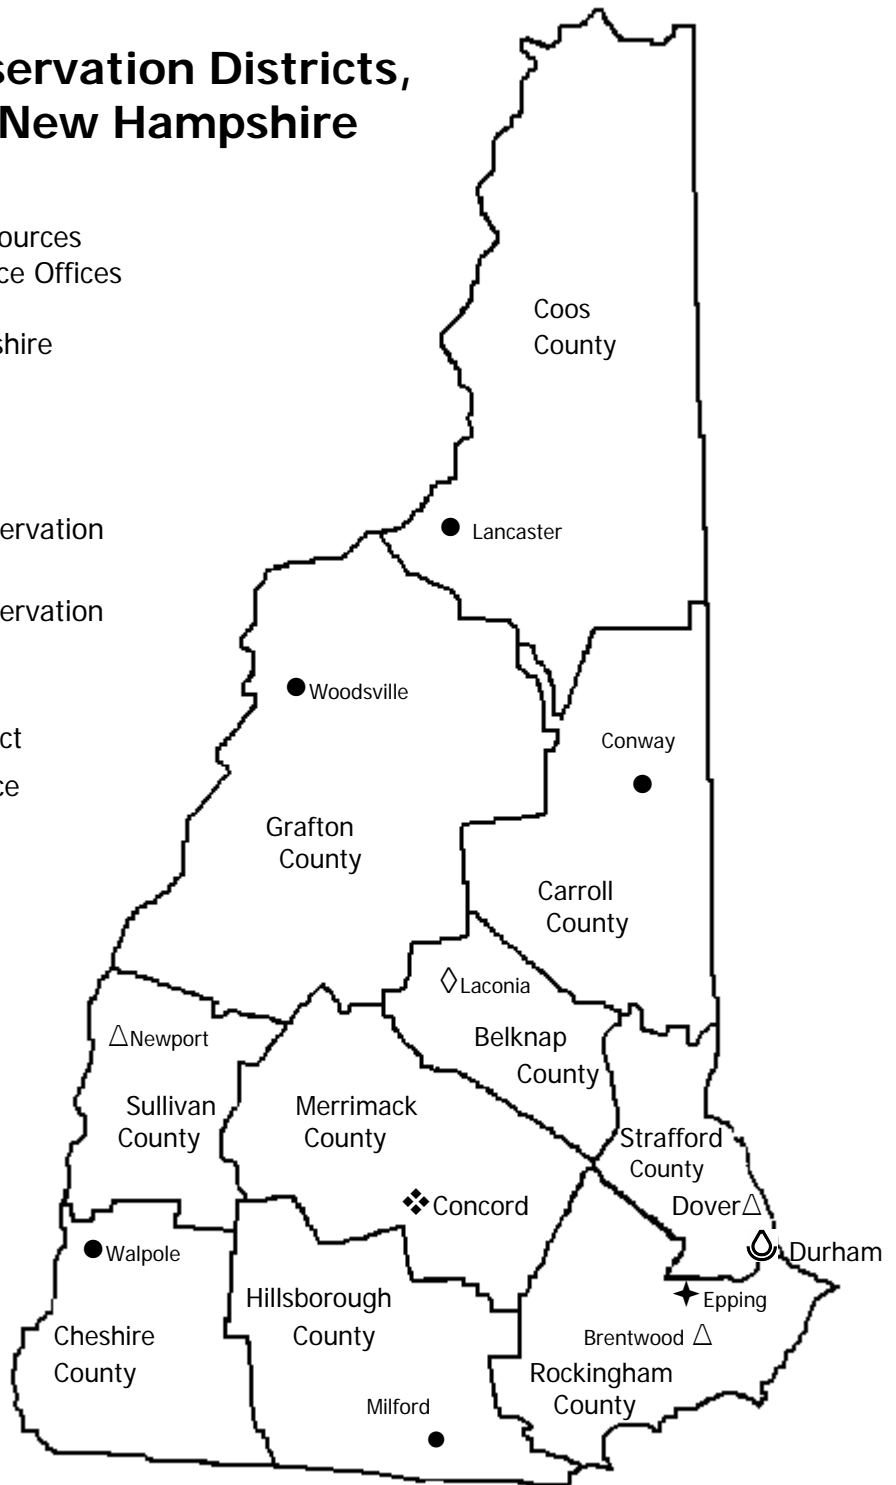 servation Districts,
New Hampshire
ources
ce Offices
shire
ervation
ervation
ct
ce
Coos
County
Lancaster
Woodsville
Conway
Grafton
County
Carroll
County
Laconia
Newport
Belknap
County
Sullivan
County
Merrimack
County
Strafford
County
Concord
Dover
Walpole
Durham
Hillsborough
County
Epping
Cheshire
County
Brentwood
Rockingham
County
Milford